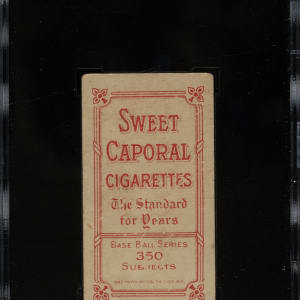 SWEET
CAPORAL
CIGARETTES
The Standard
for Years
BASE BALL SERIES
350
SUBJECTS